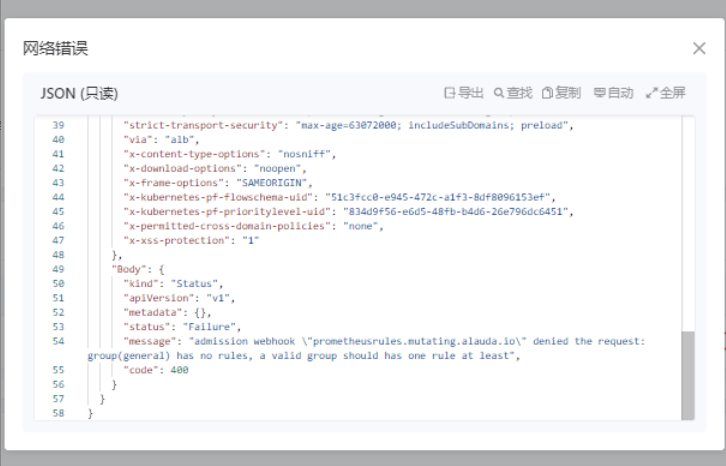 网络错误
JSON (只读)
导出 查找 复制 自动 全屏
39 "strict-transport-security": "max-age=63072000; includeSubDomains; preload",
40 "via": "alb",
41 "x-content-type-options": "nosniff",
42 "x-download-options": "noopen",
43 "x-frame-options": "SAMEORIGIN",
44 "x-kubernetes-pf-flowschema-uid": "51c3fcc0-e945-472c-a1f3-8df8096153ef",
45 "x-kubernetes-pf-prioritylevel-uid": "834d9f56-e6d5-48fb-b4d6-26e796dc6451",
46 "x-permitted-cross-domain-policies": "none",
47 "x-xss-protection": "1"
48 },
49 "Body": {
50 "kind": "Status",
51 "apiVersion": "v1",
52 "metadata": {},
53 "status": "Failure",
54 "message": "admission webhook \"prometheusrules.mutating.alauda.io\" denied the request:
group(general) has no rules, a valid group should has one rule at least",
55 "code": 400
56 }
57 }
58 }